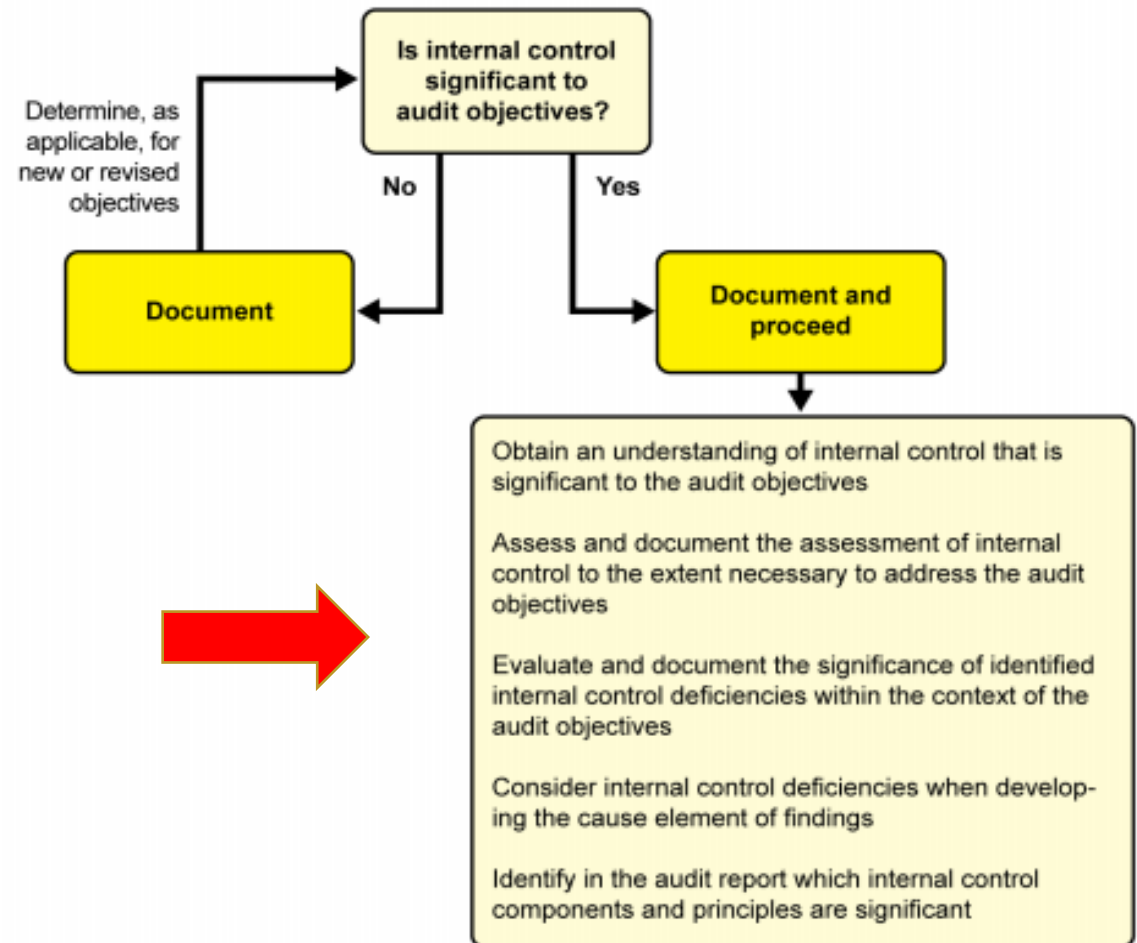 Is internal control
significant to
audit objectives?
Determine, as
applicable, for
new or revised
objectives
No
Yes
Document
Document and
proceed
Obtain an understanding of internal control that is
significant to the audit objectives
Assess and document the assessment of internal
control to the extent necessary to address the audit
objectives
Evaluate and document the significance of identified
internal control deficiencies within the context of the
audit objectives
Consider internal control deficiencies when develop-
ing the cause element of findings
Identify in the audit report which internal control
components and principles are significant